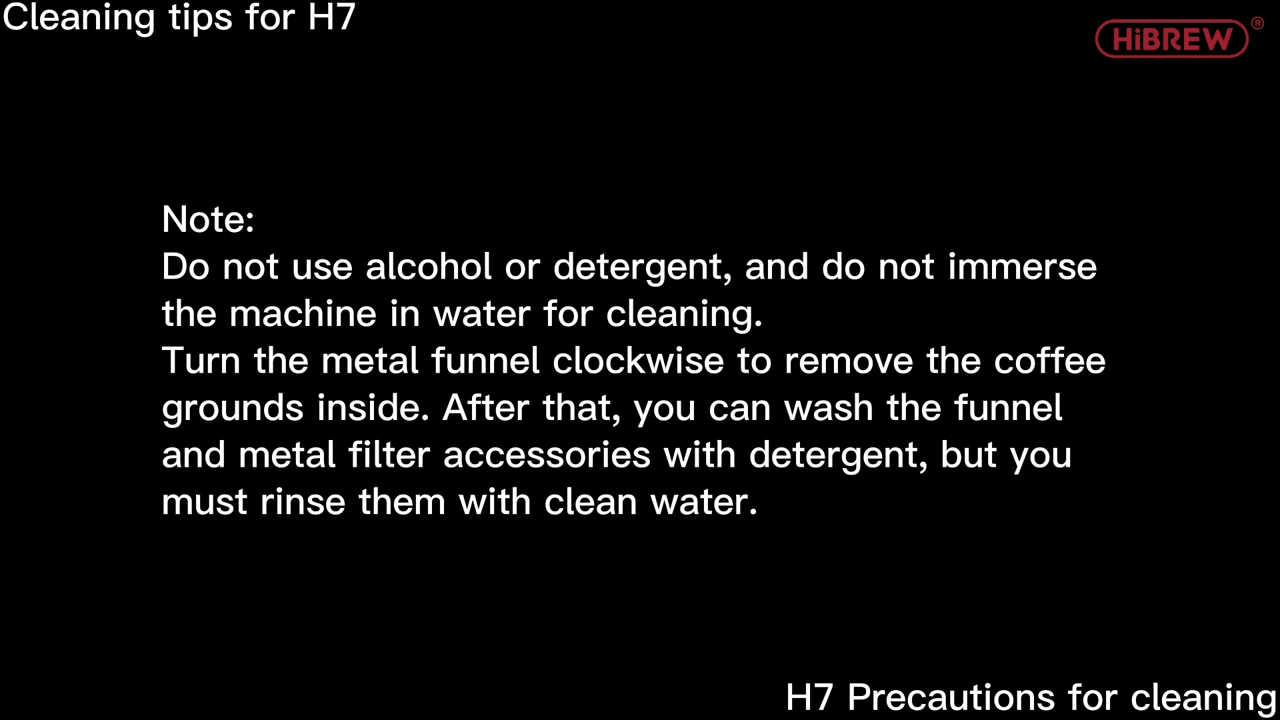 Cleaning tips for H7
HiBREW®
Note:
Do not use alcohol or detergent, and do not immerse
the machine in water for cleaning.
Turn the metal funnel clockwise to remove the coffee
grounds inside. After that, you can wash the funnel
and metal filter accessories with detergent, but you
must rinse them with clean water.
H7 Precautions for cleaning